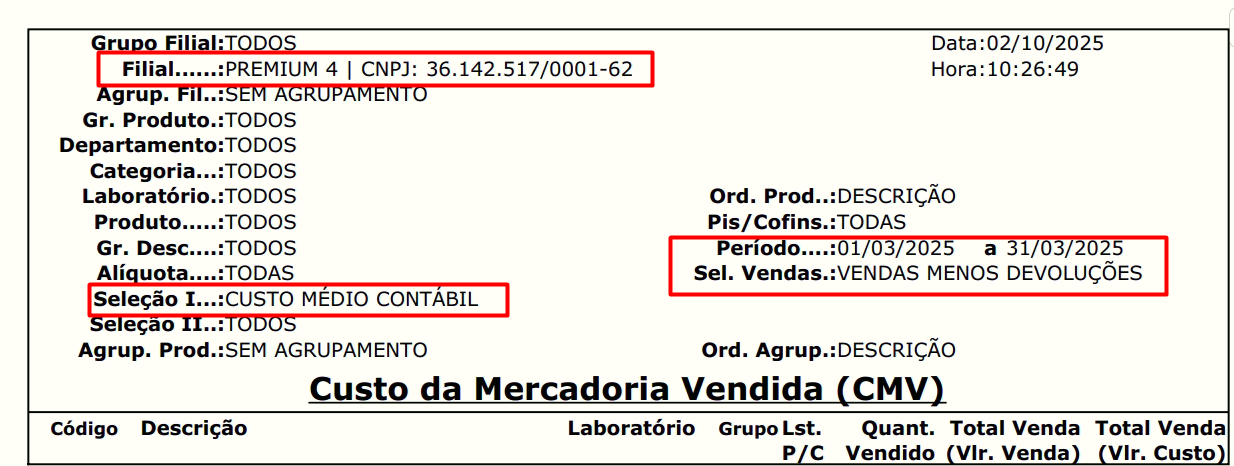 Grupo Filial:TODOS Data:02/10/2025
Filial......:PREMIUM 4 | CNPJ: 36.142.517/0001-62 Hora:10:26:49
Agrup. Fil..:SEM AGRUPAMENTO
Gr. Produto.:TODOS
Departamento:TODOS
Categoria...:TODOS
Laboratório.:TODOS Ord. Prod..:DESCRIÇÃO
Produto.....:TODOS Pis/Cofins.:TODAS
Gr. Desc....:TODOS Período....:01/03/2025 a 31/03/2025
Alíquota....:TODAS Sel. Vendas.:VENDAS MENOS DEVOLUÇÕES
Seleção I...:CUSTO MÉDIO CONTÁBIL
Seleção II..:TODOS
Agrup. Prod.:SEM AGRUPAMENTO Ord. Agrup.:DESCRIÇÃO
Custo da Mercadoria Vendida (CMV)
Código Descrição Laboratório Grupo Lst. Quant. Total Venda Total Venda
P/C Vendido (Vlr. Venda) (Vlr. Custo)